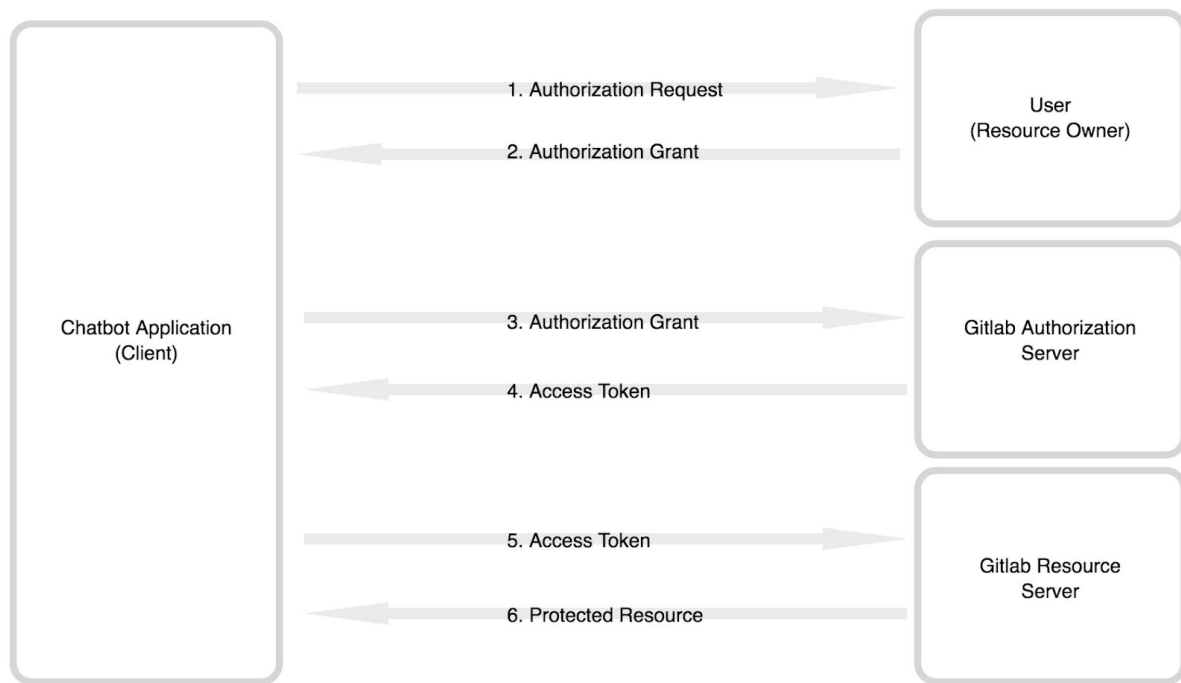 1. Authorization Request
User
(Resource Owner)
2. Authorization Grant
Chatbot Application
(Client)
3. Authorization Grant
Gitlab Authorization
Server
4. Access Token
5. Access Token
Gitlab Resource
Server
6. Protected Resource